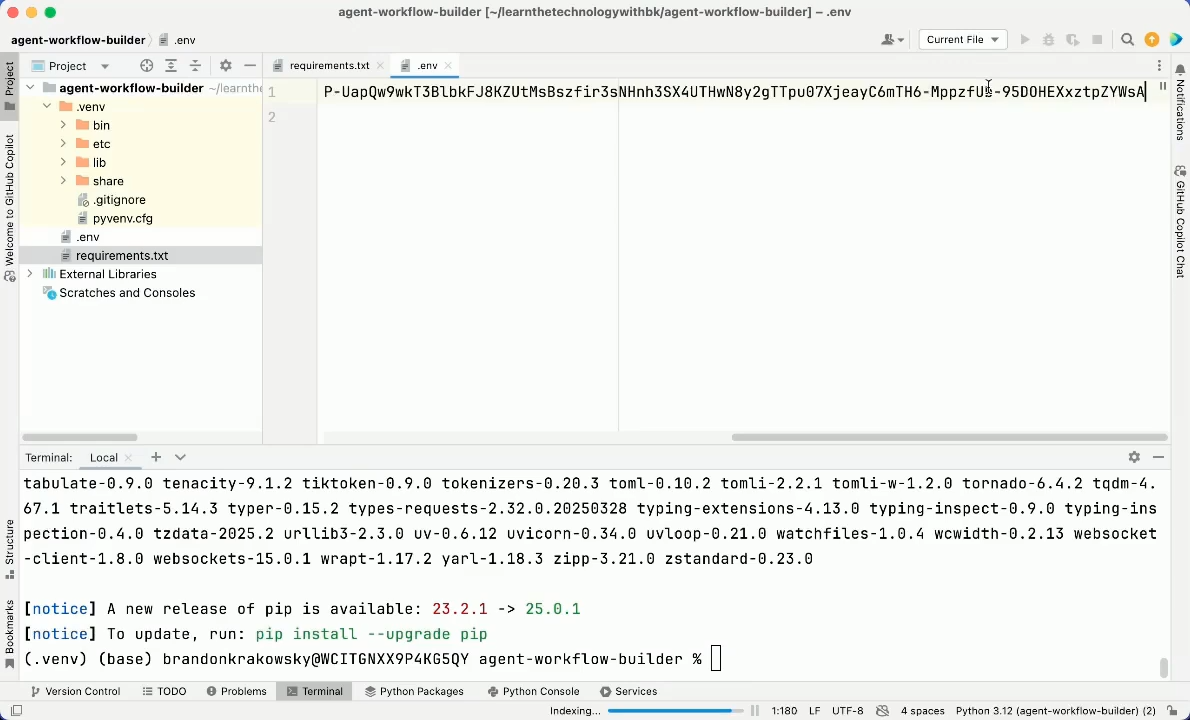 agent-workflow-builder [~/learnthetechnologywithbk/agent-workflow-builder] – .env
agent-workflow-builder
.env
Current File
Project
Project
requirements.txt
.env
agent-workflow-builder ~/learnthe
.venv
bin
etc
lib
share
.gitignore
pyvenv.cfg
.env
requirements.txt
External Libraries
Scratches and Consoles
1
2
Welcome to GitHub Copilot
Structure
Bookmarks
Notifications
GitHub Copilot Chat
Terminal: Local
tabulate-0.9.0 tenacity-9.1.2 tiktoken-0.9.0 tokenizers-0.20.3 toml-0.10.2 tomli-2.2.1 tomli-w-1.2.0 tornado-6.4.2 tqdm-4.
67.1 traitlets-5.14.3 typer-0.15.2 types-requests-2.32.0.20250328 typing-extensions-4.13.0 typing-inspect-0.9.0 typing-ins
pection-0.4.0 tzdata-2025.2 urllib3-2.3.0 uv-0.6.12 uvicorn-0.34.0 uvloop-0.21.0 watchfiles-1.0.4 wcwidth-0.2.13 websocket
-client-1.8.0 websockets-15.0.1 wrapt-1.17.2 yarl-1.18.3 zipp-3.21.0 zstandard-0.23.0
[notice] A new release of pip is available: 23.2.1 -> 25.0.1
[notice] To update, run: pip install --upgrade pip
(.venv) (base) brandonkrakowsky@WCITGNXX9P4KG5QY agent-workflow-builder %
Version Control
TODO
Problems
Terminal
Python Packages
Python Console
Services
Indexing...
1:180
LF
UTF-8
4 spaces
Python 3.12 (agent-workflow-builder) (2)